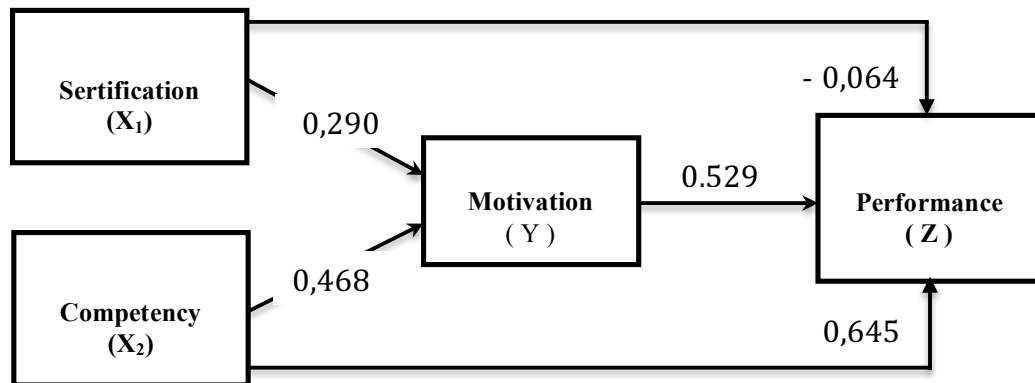 Sertification
(X₁)
- 0,064
0,290
Motivation
( Y )
0.529
Performance
( Z )
0,468
Competency
(X₂)
0,645